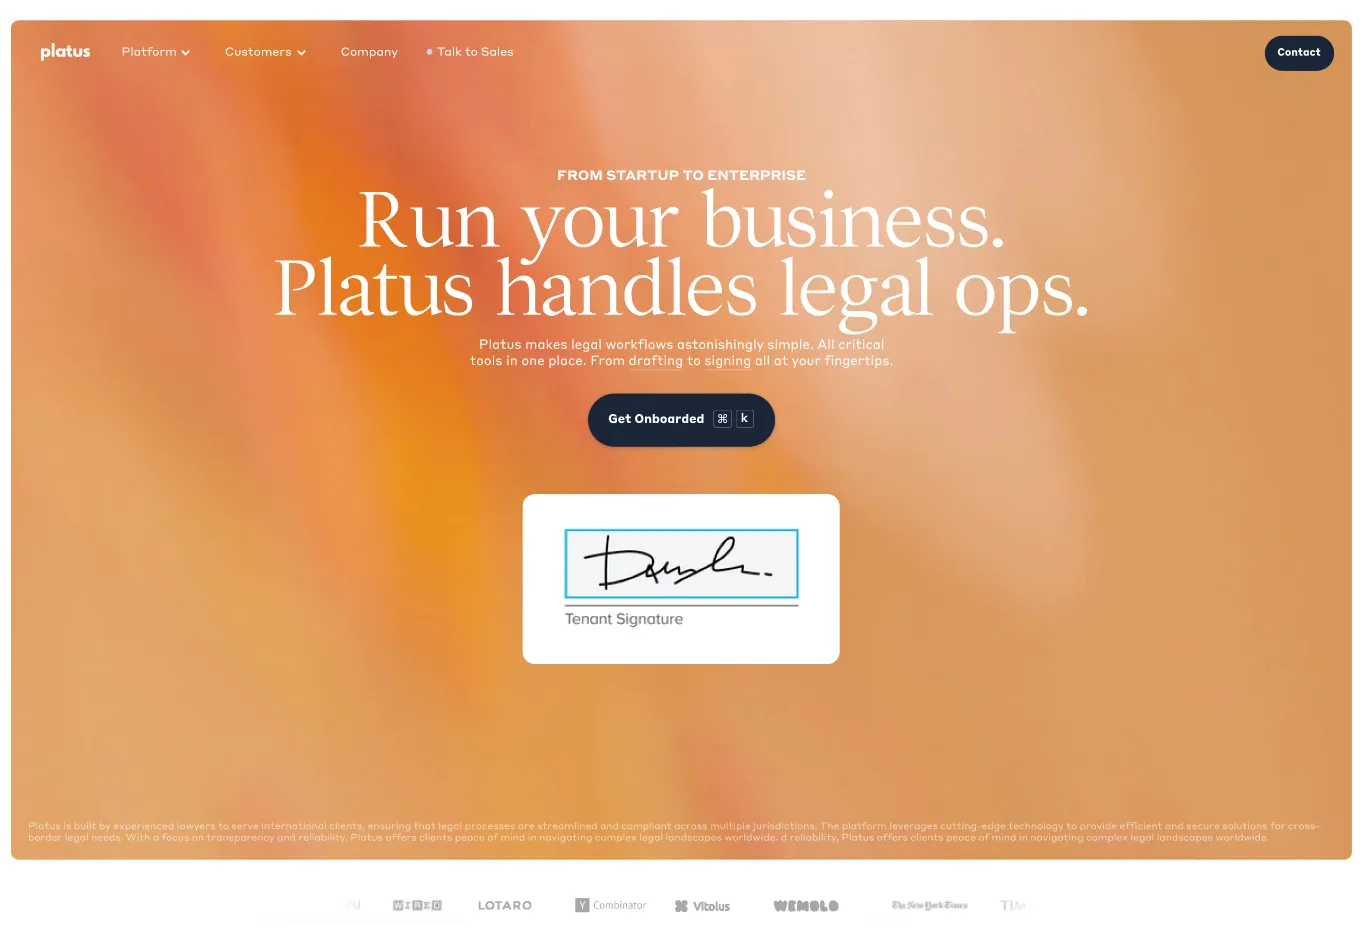 platus
Platform
Customers
Company
Talk to Sales
Contact
FROM STARTUP TO ENTERPRISE
Run your business.
Platus handles legal ops.
Platus makes legal workflows astonishingly simple. All critical
tools in one place. From drafting to signing all at your fingertips.
Get Onboarded ⌘ k
Tenant Signature
Platus is built by experienced lawyers to serve international clients, ensuring that legal processes are streamlined and compliant across multiple jurisdictions. The platform leverages cutting-edge technology to provide efficient and secure solutions for cross-
border legal needs. With a focus on transparency and reliability, Platus offers clients peace of mind in navigating complex legal landscapes worldwide. d reliability, Platus offers clients peace of mind in navigating complex legal landscapes worldwide.
WIRED
LOTARO
Y Combinator
Vitolus
WEMOLO
The New York Times
TIM